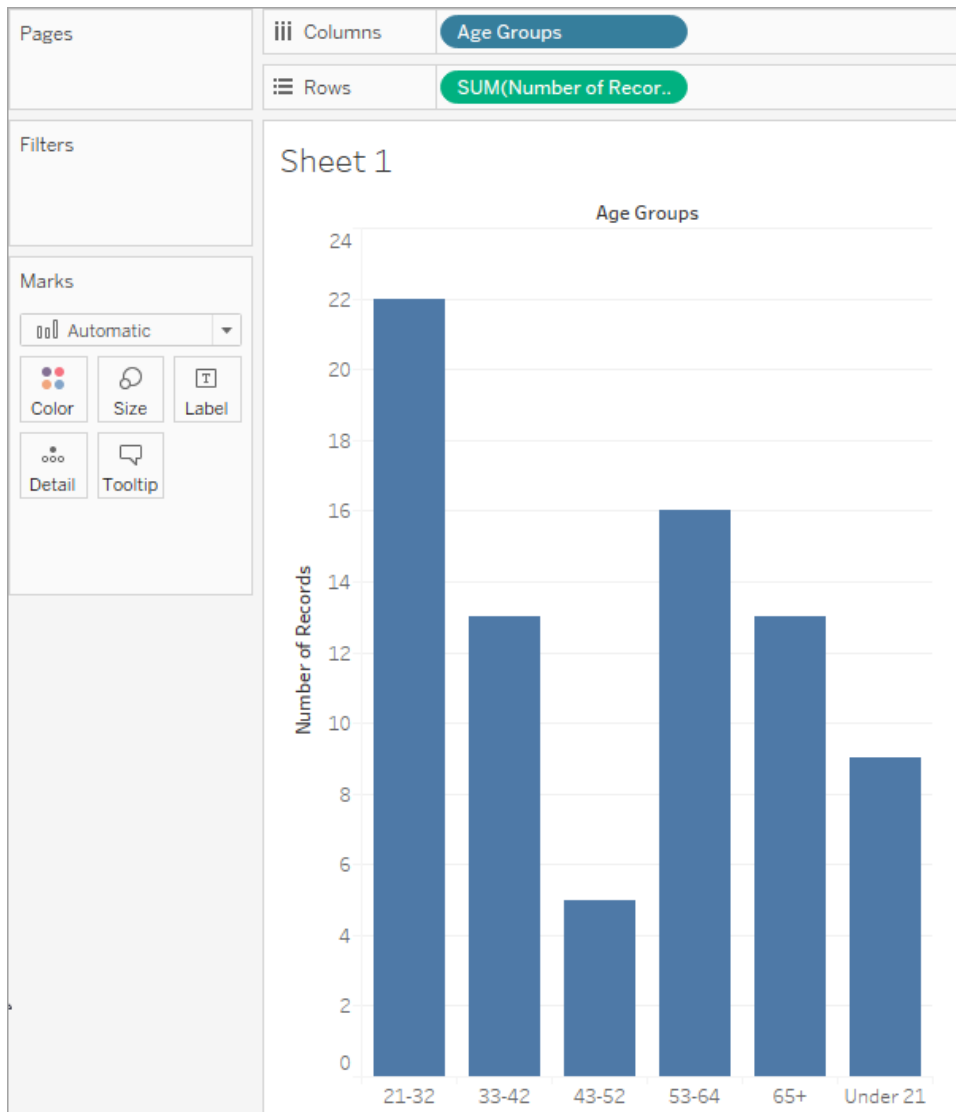 Pages
Columns
Age Groups
Rows
SUM(Number of Recor..
Filters
Marks
Automatic
Color
Size
Label
Detail
Tooltip
Sheet 1
Age Groups
Number of Records
24
22
20
18
16
14
12
10
8
6
4
2
0
21-32 33-42 43-52 53-64 65+ Under 21